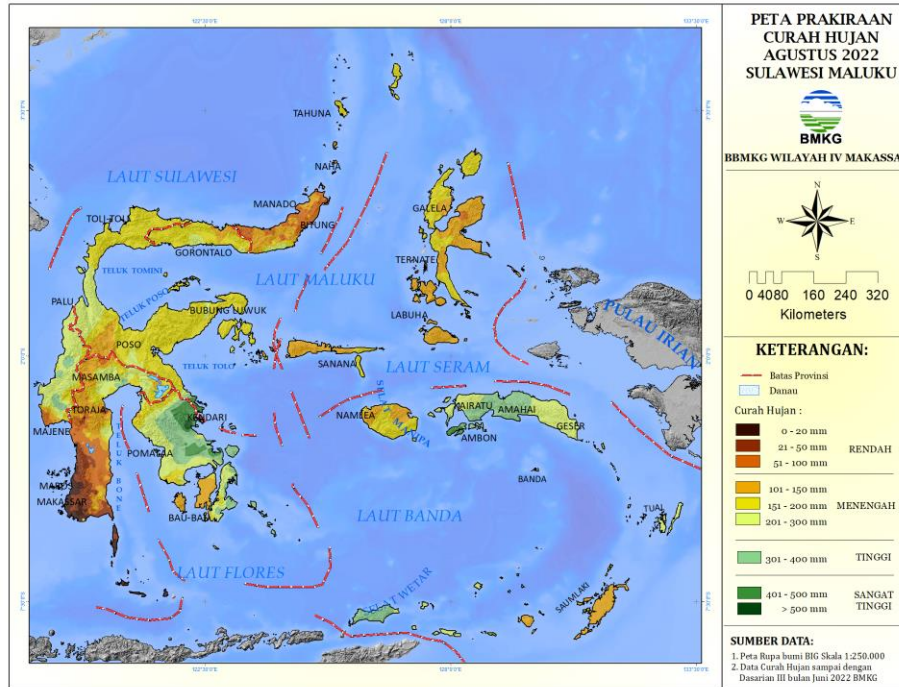 PETA PRAKIRAAN
CURAH HUJAN
AGUSTUS 2022
SULAWESI MALUKU
BMKG
BBMKG WILAYAH IV MAKASSA
N
W E
S
0 40 80 160 240 320
Kilometers
KETERANGAN:
Batas Provinsi
Danau
Curah Hujan :
0 - 20 mm
21 - 50 mm
51 - 100 mm
RENDAH
101 - 150 mm
151 - 200 mm
201 - 300 mm
MENENGAH
301 - 400 mm
TINGGI
401 - 500 mm
> 500 mm
SANGAT
TINGGI
SUMBER DATA:
1. Peta Rupa bumi BIG Skala 1:250.000
2. Data Curah Hujan sampai dengan
Dasarian III bulan Juni 2022 BMKG
TAHUNA
NAHA
LAUT SULAWESI
MANADO
BITUNG
TOLI-TOLI
GORONTALO
GALELA
TERNATE
TELUK TOMINI
LAUT MALUKU
PALU
TELUK POSO
BUBUNG LUWUK
LABUHA
PULAU IRIAN
POSO
SANANA
LAUT SERAM
TELUK TOLO
MASAMBA
TORAJA
KENDARI
NAMLEA
KAIRATU
AMAHAI
GESER
AMBON
MAJENE
POMALAA
TELUK BONE
MAROS
MAKASSAR
BAU-BAU
BANDA
LAUT BANDA
TUAL
LAUT FLORES
SELAT WETAR
SAUMLAKI